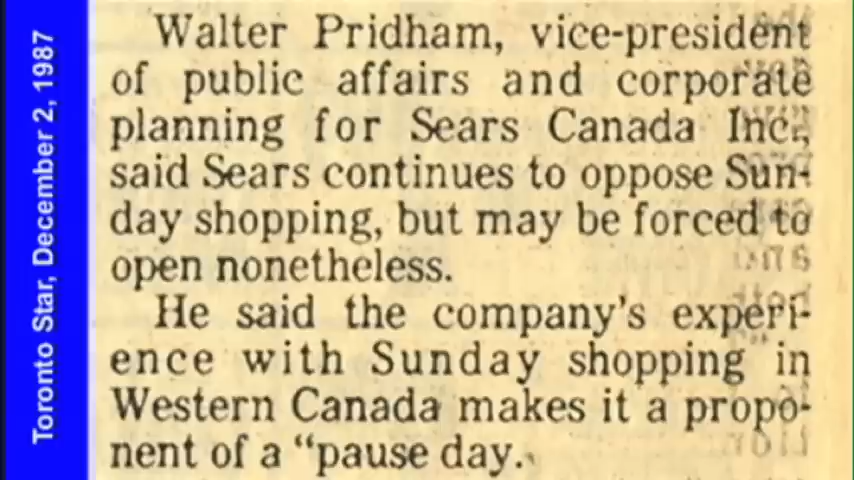 Toronto Star, December 2, 1987
Walter Pridham, vice-president
of public affairs and corporate
planning for Sears Canada Inc.,
said Sears continues to oppose Sun-
day shopping, but may be forced to
open nonetheless.
He said the company's experi-
ence with Sunday shopping in
Western Canada makes it a propo-
nent of a “pause day.